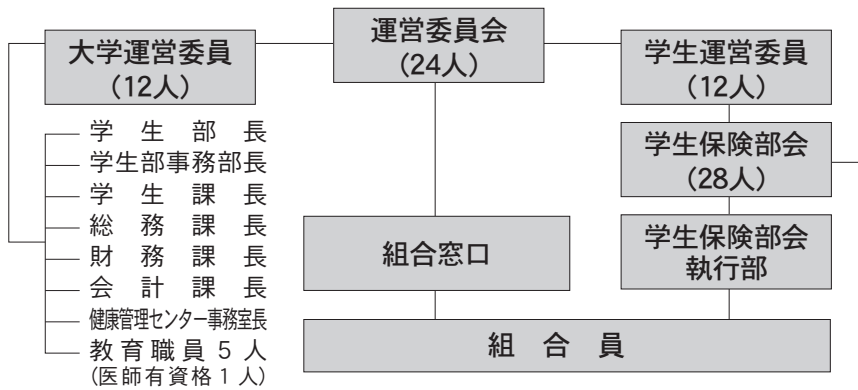 大学運営委員
(12人)
運営委員会
(24人)
学生運営委員
(12人)
学生部長
学生部事務部長
学生課長
総務課長
財務課長
会計課長
健康管理センター事務室長
教育職員5人
(医師有資格1人)
学生保険部会
(28人)
組合窓口
学生保険部会
執行部
組合員